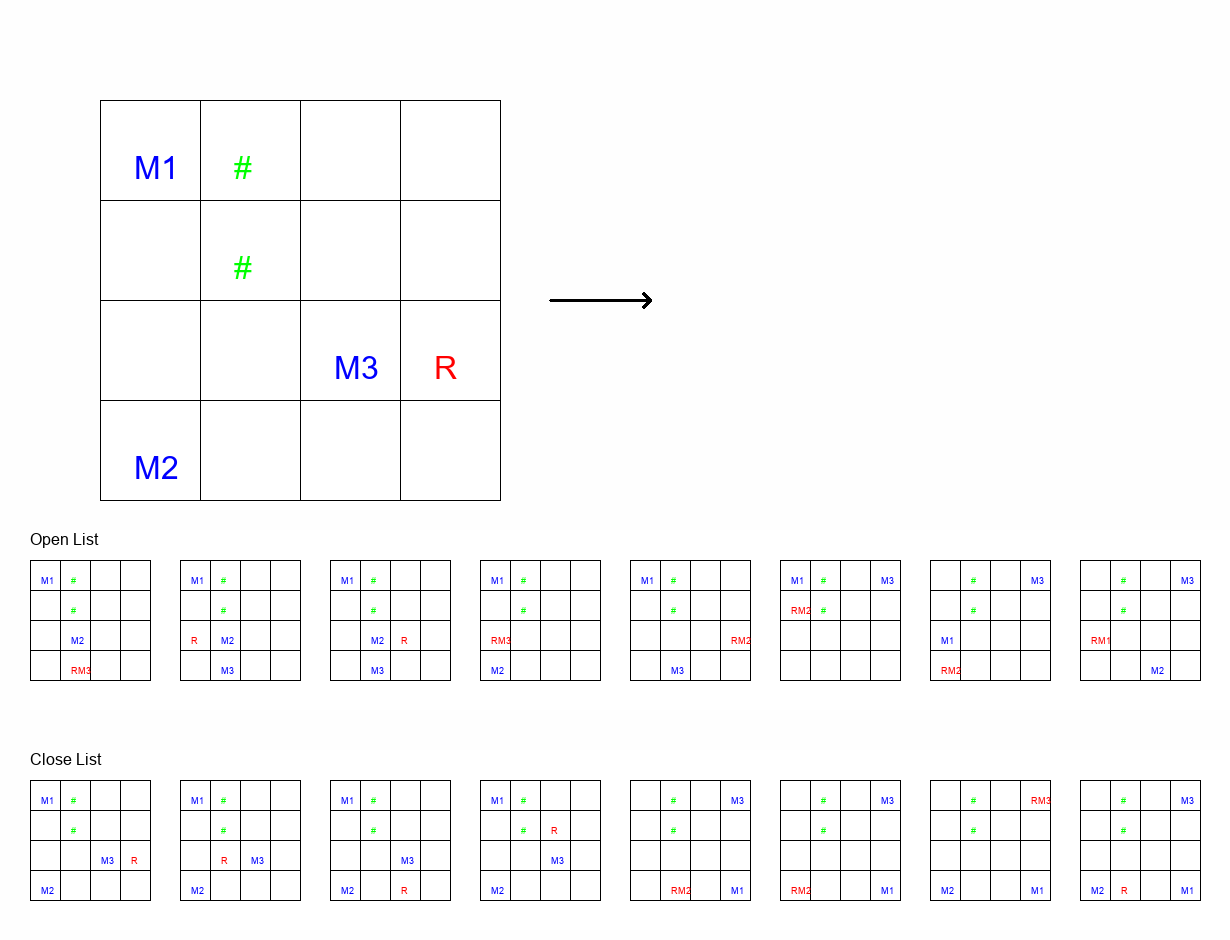 M1 #
#
M3 R
M2
Open List
M1 # M1 # M1 # M1 # M1 # M1 # M3 # M3 # M3
# # # # # RM2 # # #
M2 R M2 M2 R RM3 RM2 M1 RM1
RM3 M3 M3 M2 M3 RM2 M2
Close List
M1 # M1 # M1 # M1 # # M3 # M3 # RM3 # M3
# # # # R # # # #
M3 R R M3 M3 M3
M2 M2 M2 R M2 RM2 M1 RM2 M1 M2 M1 M2 R M1